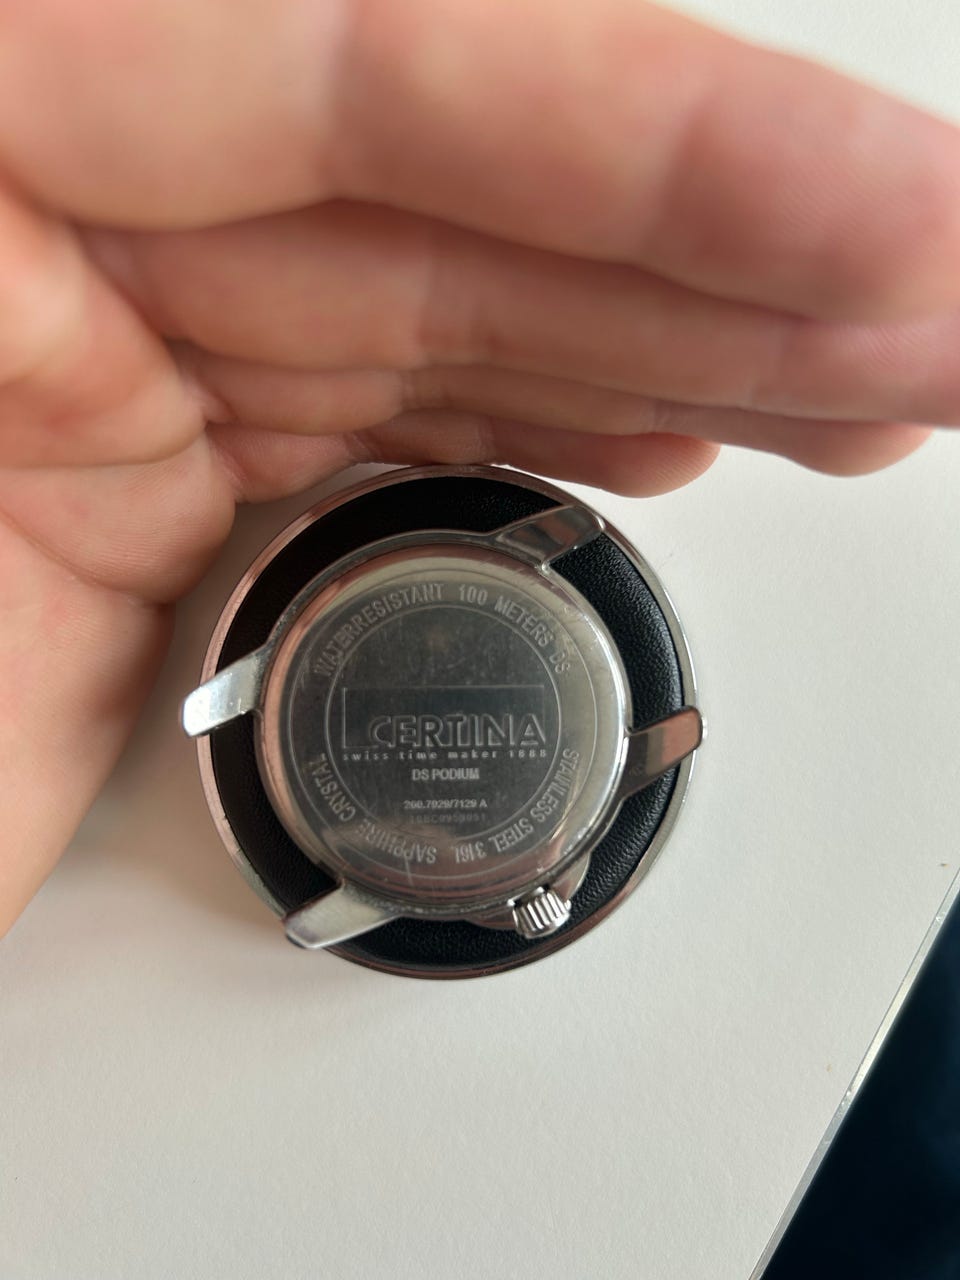 WATERRESISTANT 100 METERS DS
CERTINA
swiss time maker 1888
DS PODIUM
260.7029/7129 A
STAINLESS STEEL 316L SAPPHIRE CRYSTAL